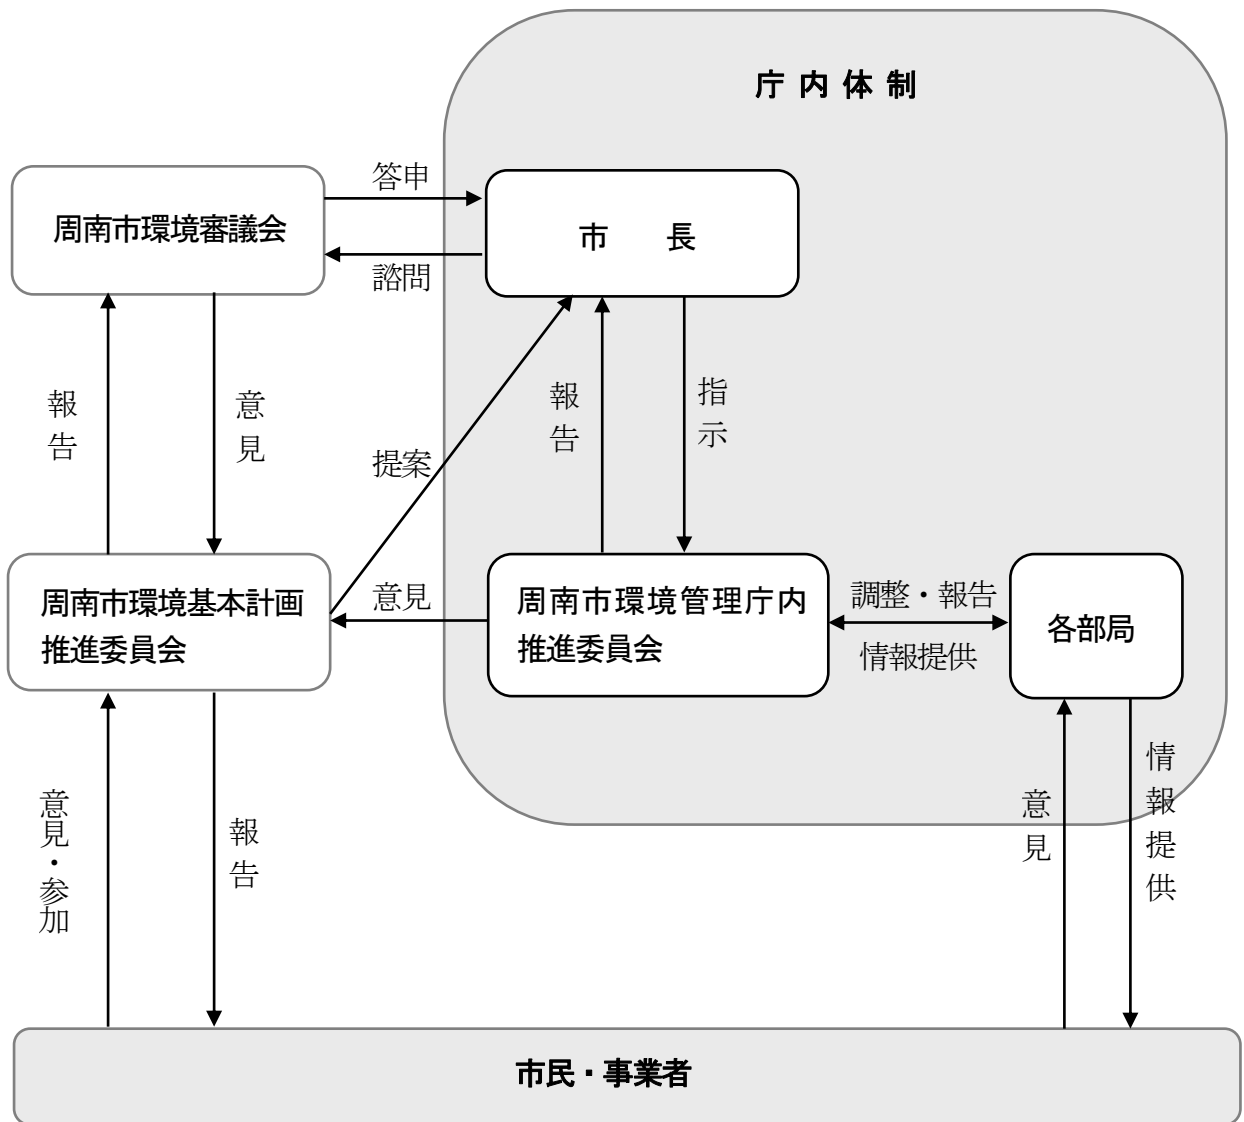 庁内体制
答申
周南市環境審議会
市　長
諮問
報告
意見
提案
報告
指示
周南市環境基本計画
推進委員会
意見
周南市環境管理庁内
推進委員会
調整・報告
情報提供
各部局
意見・参加
報告
意見
情報提供
市民・事業者